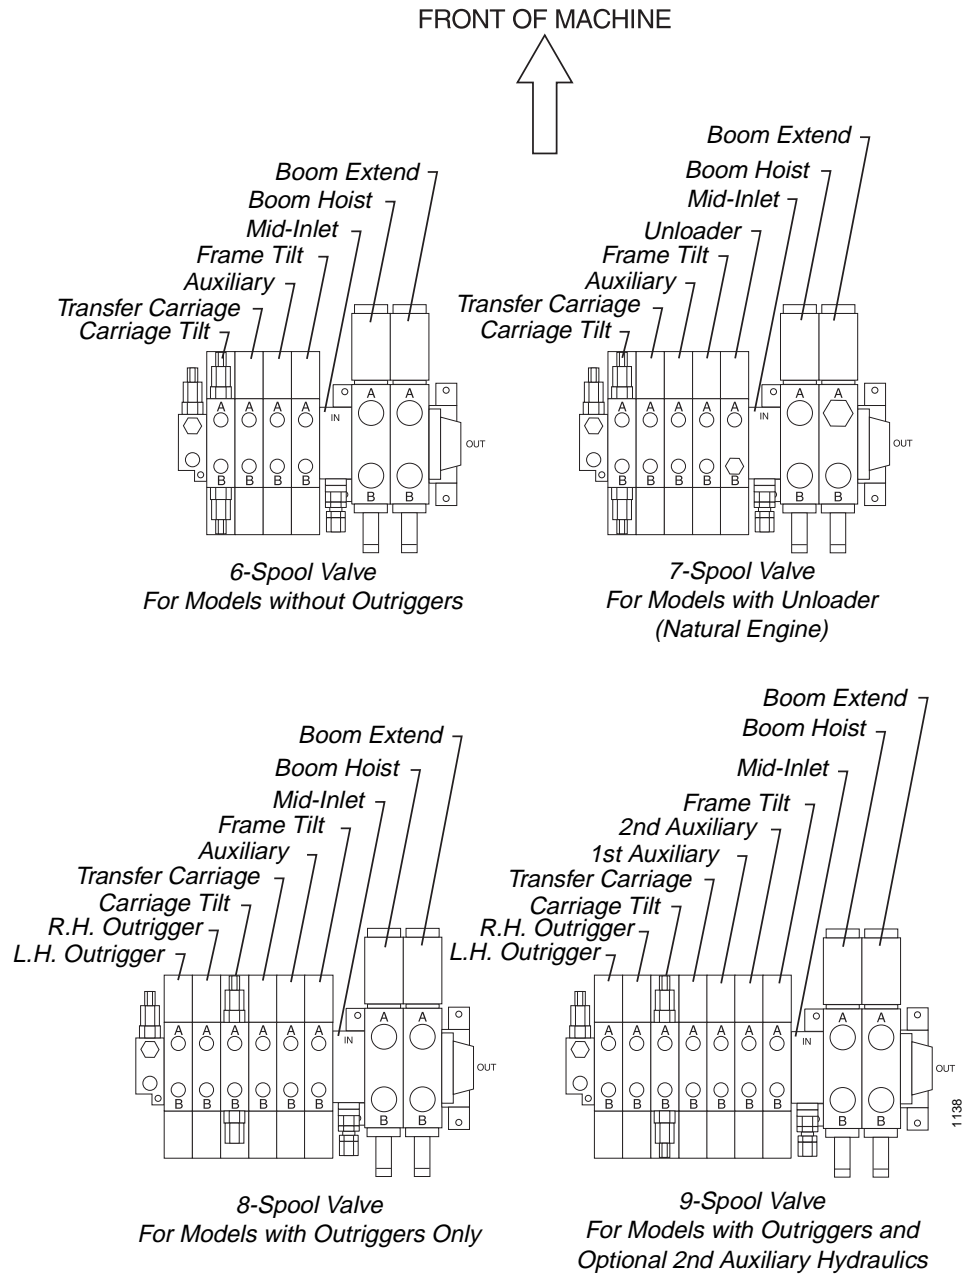 FRONT OF MACHINE
Boom Extend
Boom Hoist
Mid-Inlet
Frame Tilt
Auxiliary
Transfer Carriage
Carriage Tilt
A A A A
IN
A A
OUT
B B B B
B B
6-Spool Valve
For Models without Outriggers
Boom Extend
Boom Hoist
Mid-Inlet
Unloader
Frame Tilt
Auxiliary
Transfer Carriage
Carriage Tilt
A A A A A
IN
A A
OUT
B B B B B
B B
7-Spool Valve
For Models with Unloader
(Natural Engine)
Boom Extend
Boom Hoist
Mid-Inlet
Frame Tilt
Auxiliary
Transfer Carriage
Carriage Tilt
R.H. Outrigger
L.H. Outrigger
A A A A A A
IN
A A
OUT
B B B B B B
B B
8-Spool Valve
For Models with Outriggers Only
Boom Extend
Boom Hoist
Mid-Inlet
Frame Tilt
2nd Auxiliary
1st Auxiliary
Transfer Carriage
Carriage Tilt
R.H. Outrigger
L.H. Outrigger
A A A A A A A
IN
A A
OUT
B B B B B B B
B B
9-Spool Valve
For Models with Outriggers and
Optional 2nd Auxiliary Hydraulics
1138